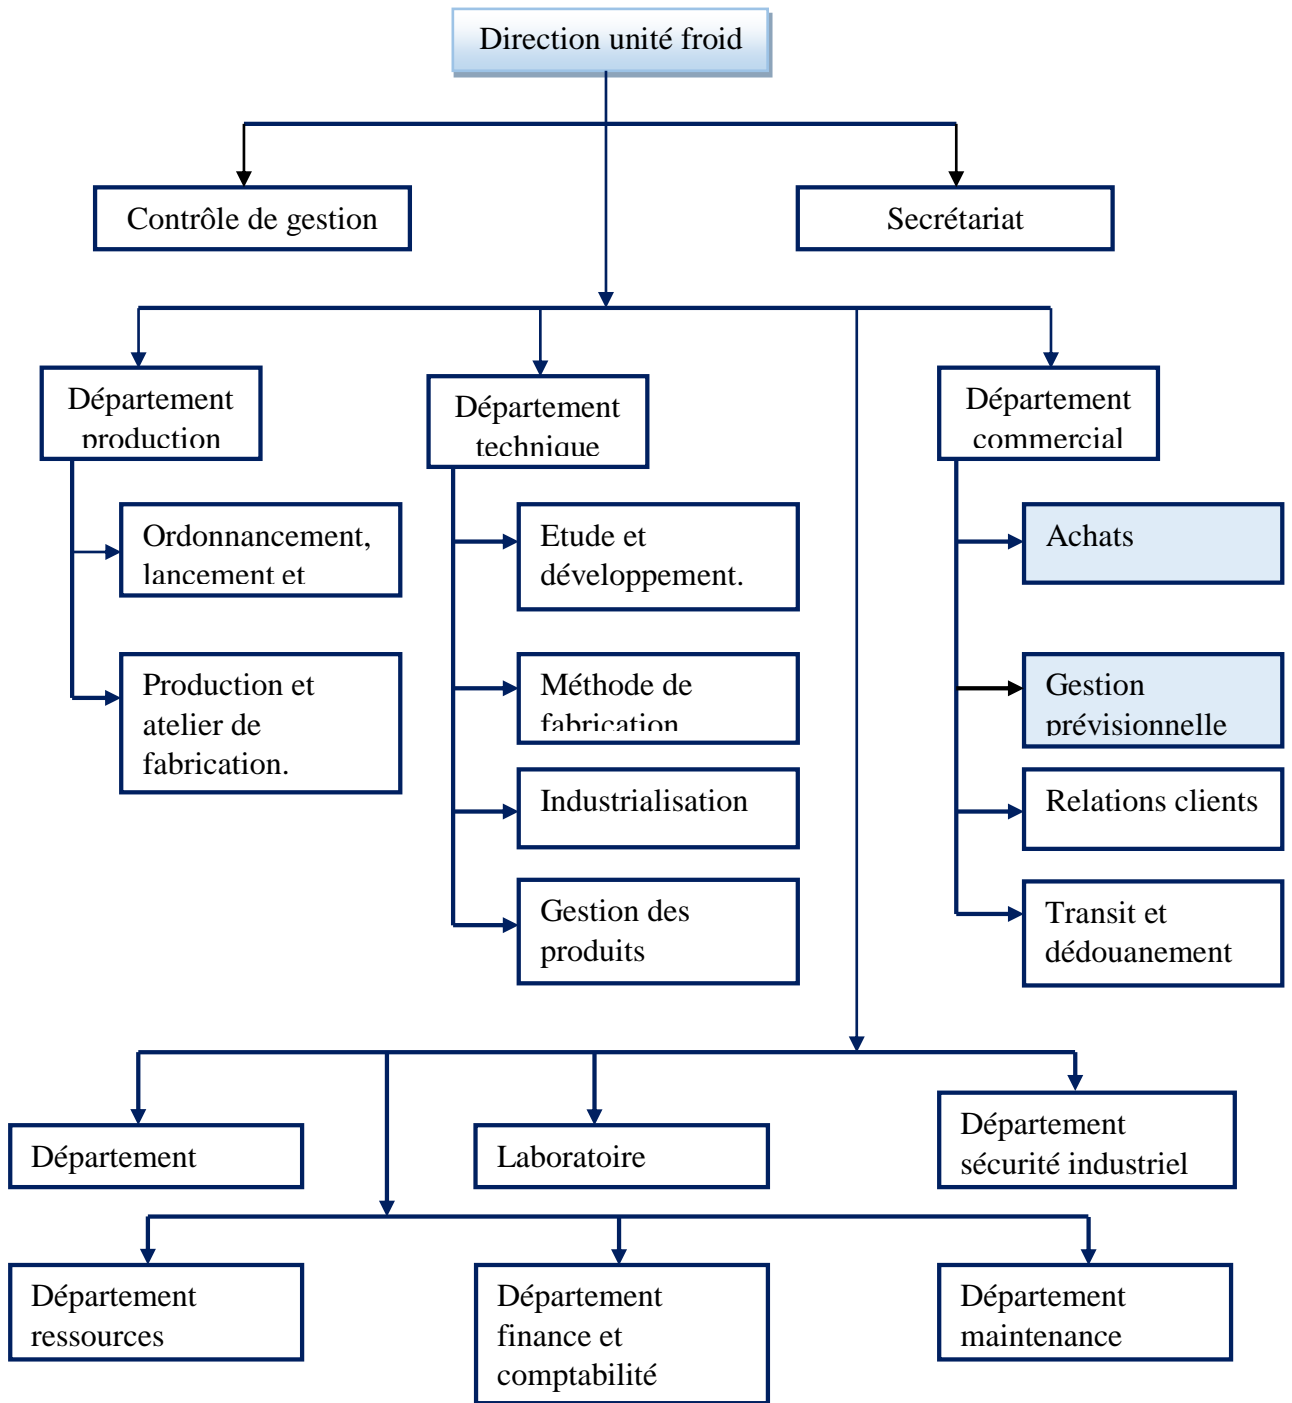 Direction unité froid
Contrôle de gestion
Secrétariat
Département
production
Département
technique
Département
commercial
Ordonnancement,
lancement et
Production et
atelier de
fabrication.
Etude et
développement.
Méthode de
fabrication
Industrialisation
Gestion des
produits
Achats
Gestion
prévisionnelle
Relations clients
Transit et
dédouanement
Département
Laboratoire
Département
sécurité industriel
Département
ressources
Département
finance et
comptabilité
Département
maintenance